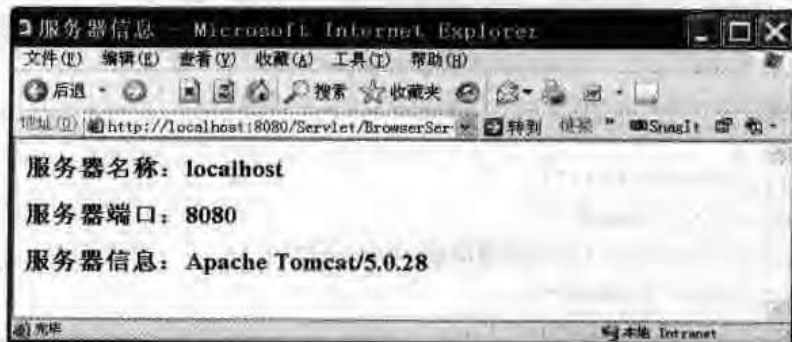 服务器信息 - Microsoft Internet Explorer
文件(F) 编辑(E) 查看(V) 收藏(A) 工具(T) 帮助(H)
后退 搜索 收藏夹
地址(D) http://localhost:8080/Servlet/BrowserSer 转到 链接 » SnagIt
服务器名称：localhost
服务器端口：8080
服务器信息：Apache Tomcat/5.0.28
完毕 本地 Intranet